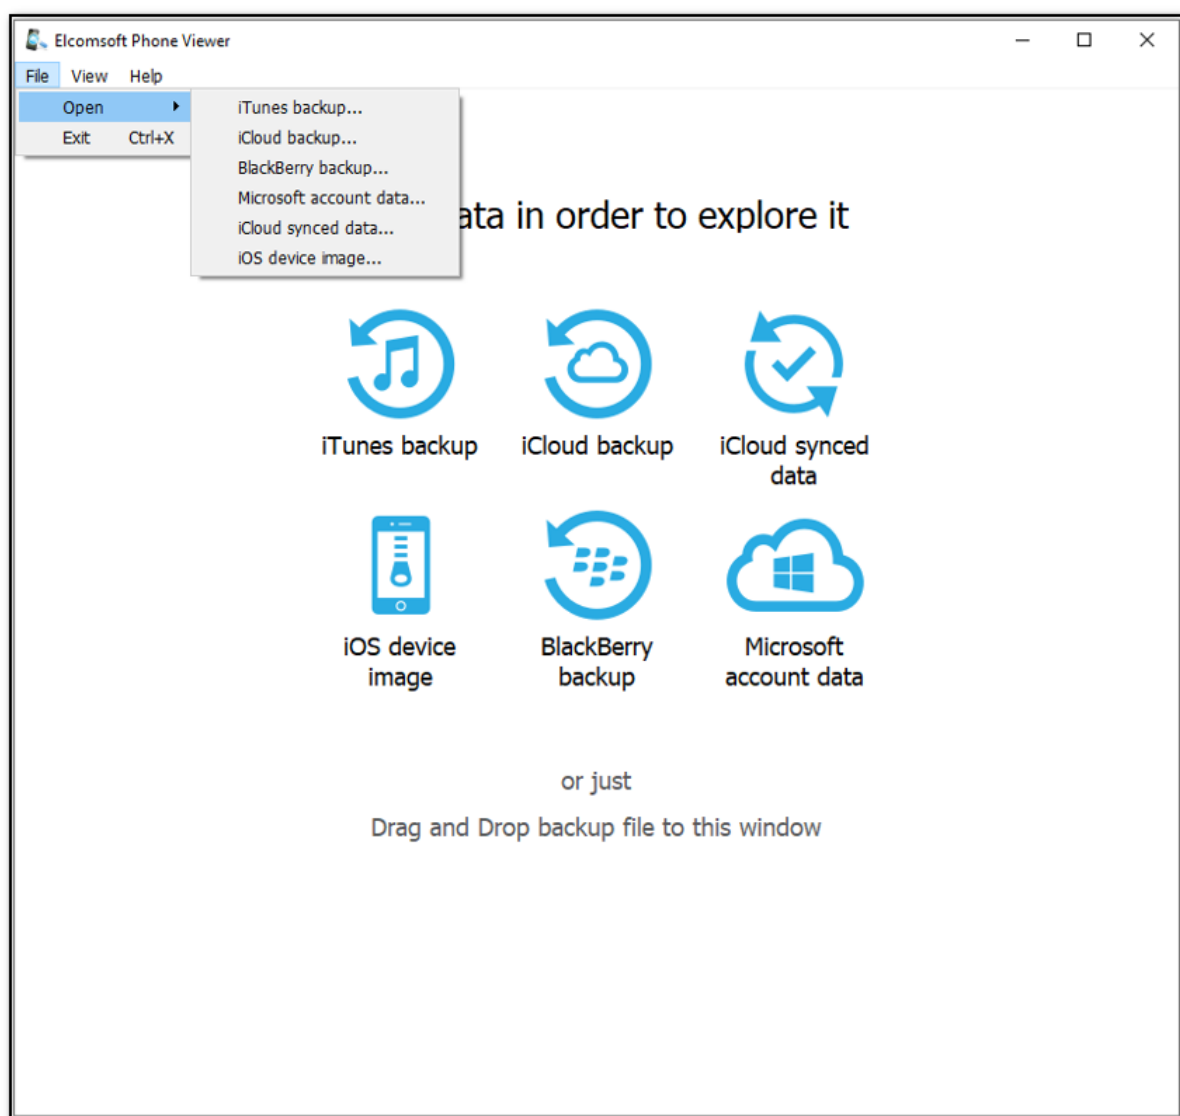 Elcomsoft Phone Viewer
File View Help
Open
Exit Ctrl+X
iTunes backup...
iCloud backup...
BlackBerry backup...
Microsoft account data...
iCloud synced data...
iOS device image...
in order to explore it
iTunes backup
iCloud backup
iCloud synced
data
iOS device
image
BlackBerry
backup
Microsoft
account data
or just
Drag and Drop backup file to this window